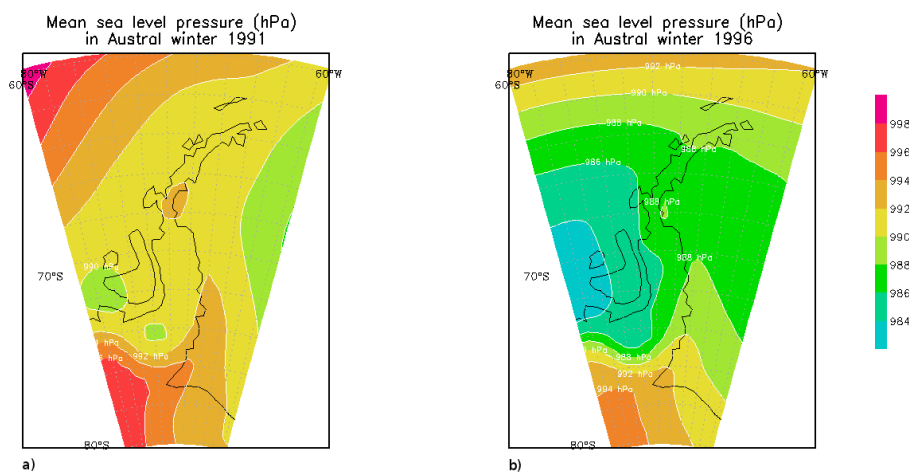 Mean sea level pressure (hPa)
in Austral winter 1991
80°W
60°S
60°W
990 hPa
70°S
992 hPa
80°S
a)
Mean sea level pressure (hPa)
in Austral winter 1996
80°W
60°S
60°W
992 hPa
990 hPa
988 hPa
988 hPa
986 hPa
988 hPa
988 hPa
70°S
988 hPa
992 hPa
994 hPa
80°S
b)
998
996
994
992
990
988
986
984